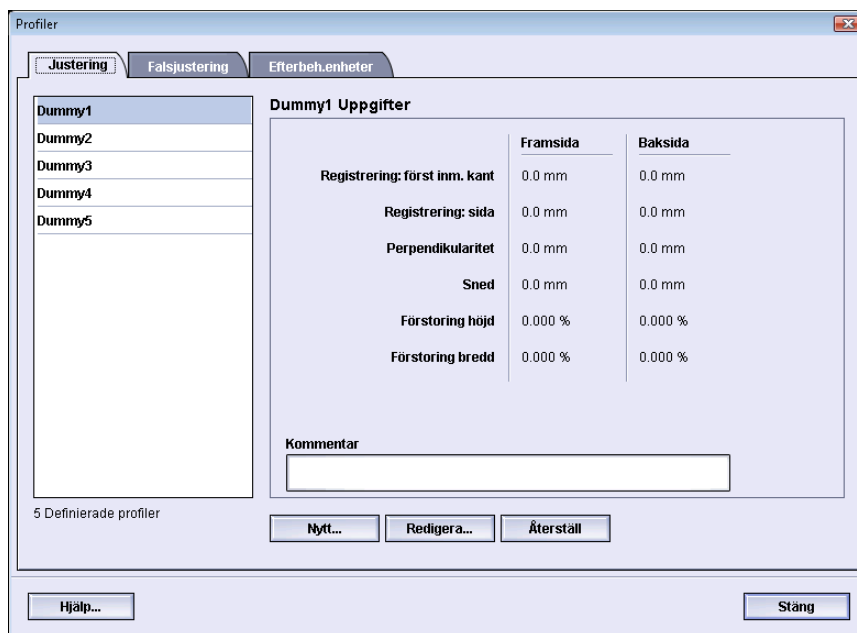 Profiler
Justering Falsjustering Efterbeh.enheter
Dummy1
Dummy2
Dummy3
Dummy4
Dummy5
5 Definierade profiler
Dummy1 Uppgifter
Framsida Baksida
Registrering: först inm. kant 0.0 mm 0.0 mm
Registrering: sida 0.0 mm 0.0 mm
Perpendikularitet 0.0 mm 0.0 mm
Sned 0.0 mm 0.0 mm
Förstoring höjd 0.000 % 0.000 %
Förstoring bredd 0.000 % 0.000 %
Kommentar
Nytt... Redigera... Återställ
Hjälp... Stäng